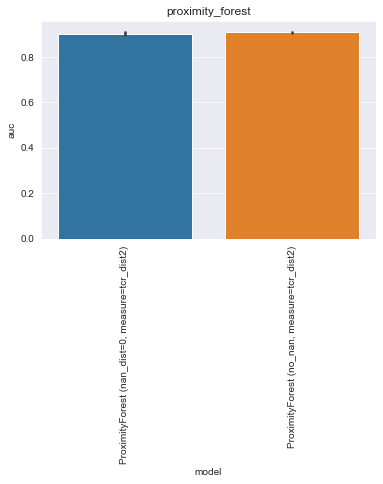 proximity_forest
0.8
0.6
0.4
0.2
0.0
auc
ProximityForest (nan_dist=0, measure=tcr_dist2)
ProximityForest (no_nan, measure=tcr_dist2)
model